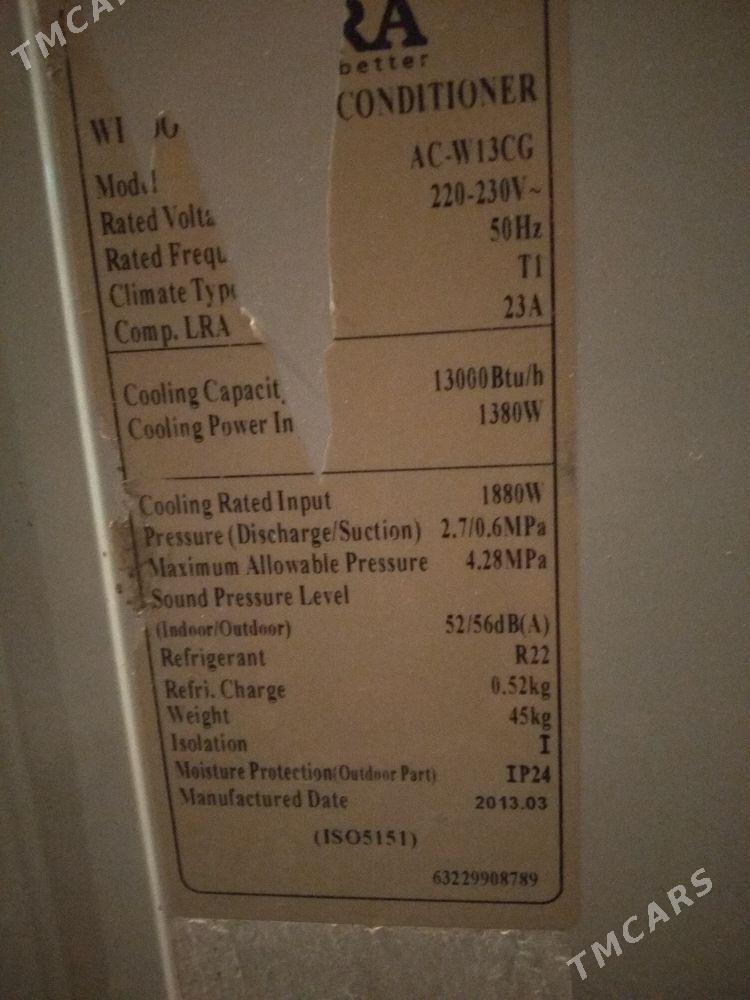 TMCARS
RA
better
CONDITIONER
AC-W13CG
Rated Volta 220-230V~
Rated Frequ 50Hz
Climate Type T1
Comp. LRA 23A
Cooling Capacit 13000Btu/h
Cooling Power In 1380W
Cooling Rated Input 1880W
Pressure(Discharge/Suction) 2.7/0.6MPa
Maximum Allowable Pressure 4.28MPa
Sound Pressure Level
(Indoor/Outdoor) 52/56dB(A)
Refrigerant R22
Refri. Charge 0.52kg
Weight 45kg
Isolation I
Moisture Protection(Outdoor Part) IP24
Manufactured Date 2013.03
(ISO5151)
63229908789
TMCARS